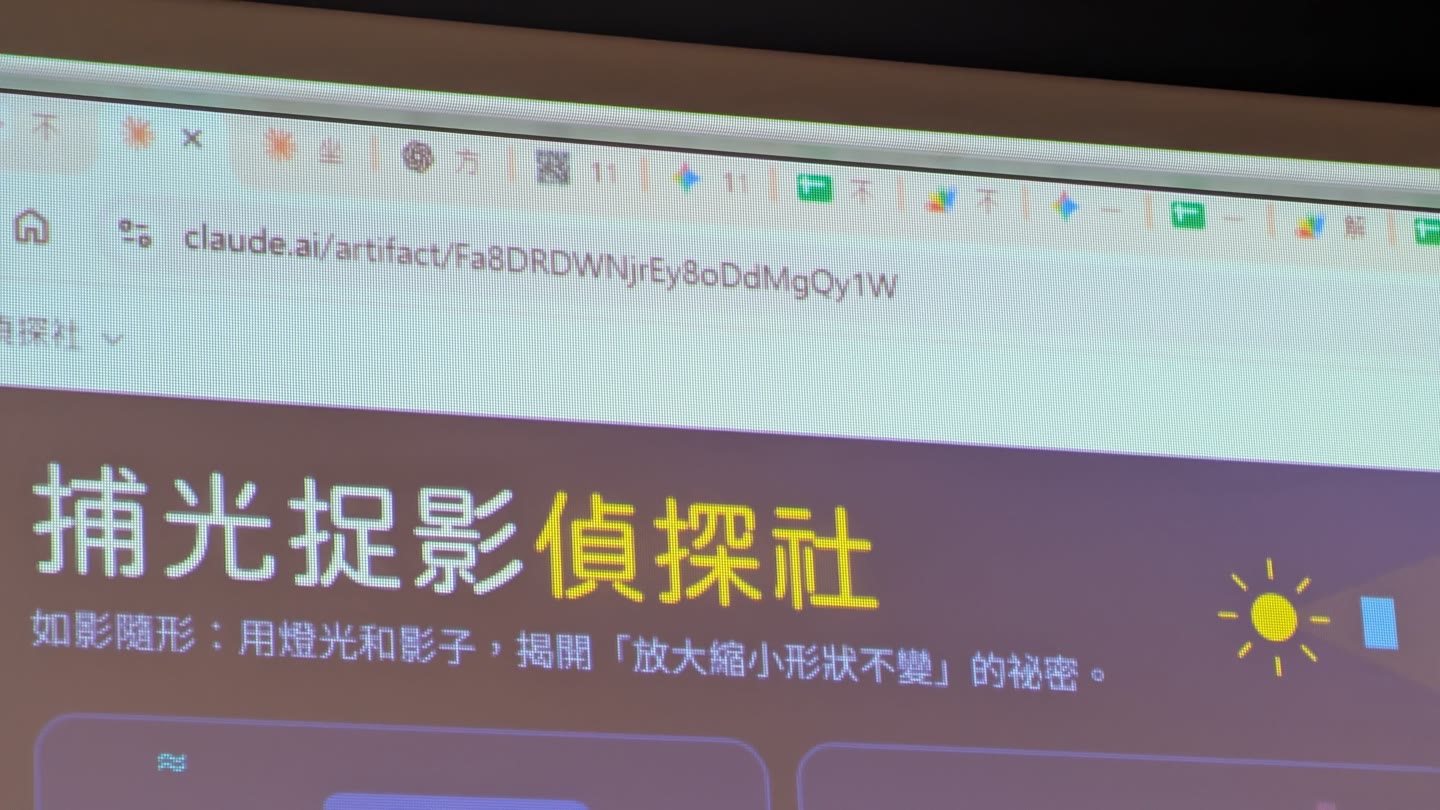 不 坐 方 11 11 不 不 一 一 解
claude.ai/artifact/Fa8DRDWNjrEy8oDdMgQy1W
偵探社
捕光捉影偵探社
如影隨形：用燈光和影子，揭開「放大縮小形狀不變」的祕密。
≈